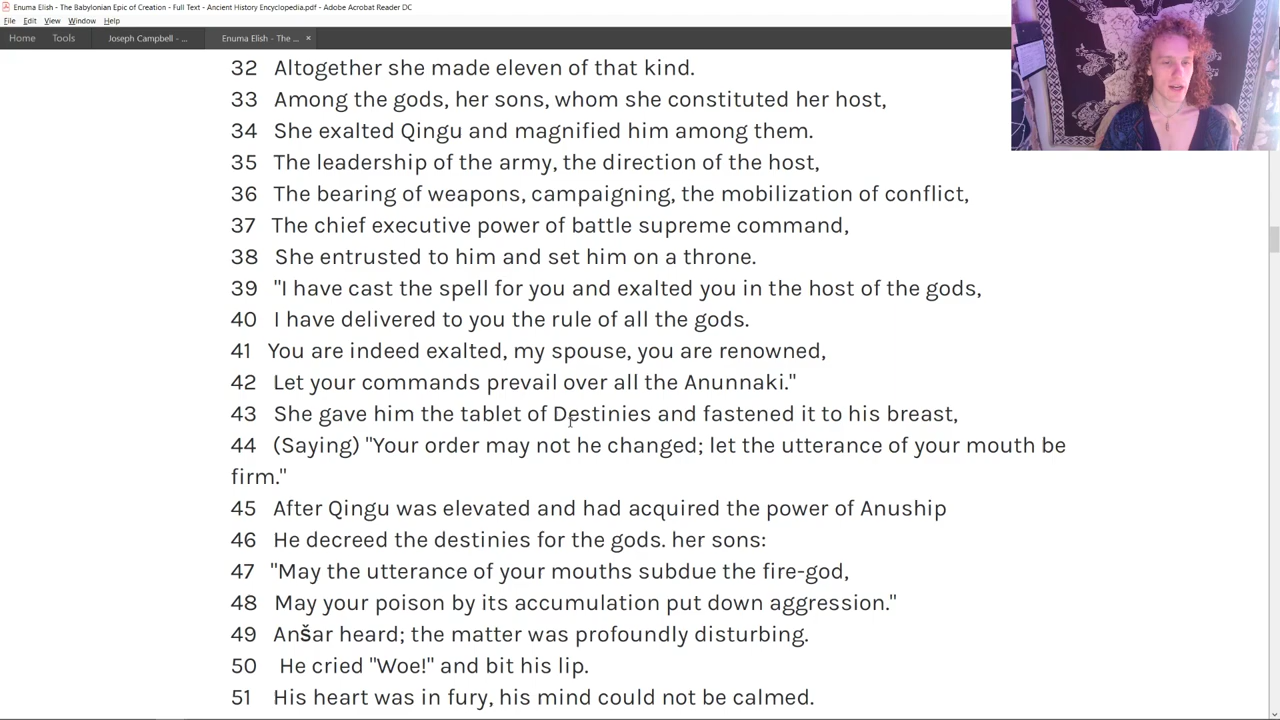 Enuma Elish - The Babylonian Epic of Creation - Full Text - Ancient History Encyclopedia.pdf - Adobe Acrobat Reader DC
File Edit View Window Help
Home Tools Joseph Campbell - ... Enuma Elish - The ... ×
32 Altogether she made eleven of that kind.
33 Among the gods, her sons, whom she constituted her host,
34 She exalted Qingu and magnified him among them.
35 The leadership of the army, the direction of the host,
36 The bearing of weapons, campaigning, the mobilization of conflict,
37 The chief executive power of battle supreme command,
38 She entrusted to him and set him on a throne.
39 "I have cast the spell for you and exalted you in the host of the gods,
40 I have delivered to you the rule of all the gods.
41 You are indeed exalted, my spouse, you are renowned,
42 Let your commands prevail over all the Anunnaki."
43 She gave him the tablet of Destinies and fastened it to his breast,
44 (Saying) "Your order may not he changed; let the utterance of your mouth be
firm."
45 After Qingu was elevated and had acquired the power of Anuship
46 He decreed the destinies for the gods. her sons:
47 "May the utterance of your mouths subdue the fire-god,
48 May your poison by its accumulation put down aggression."
49 Anšar heard; the matter was profoundly disturbing.
50 He cried "Woe!" and bit his lip.
51 His heart was in fury, his mind could not be calmed.